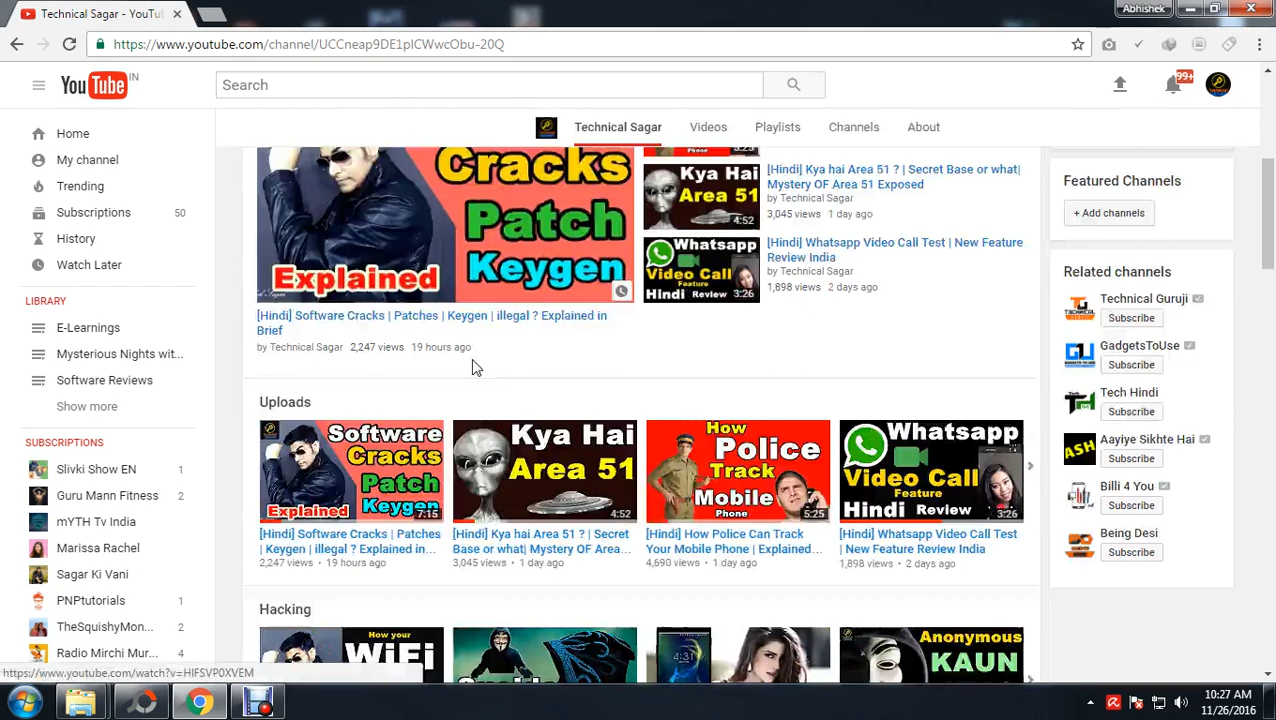 Technical Sagar - YouTu
Abhishek
https://www.youtube.com/channel/UCCneap9DE1plCWwcObu-20Q
YouTube IN
Search
99+
Technical Sagar Videos Playlists Channels About
Home
My channel
Trending
Subscriptions 50
History
Watch Later
LIBRARY
E-Learnings
Mysterious Nights wit...
Software Reviews
Show more
SUBSCRIPTIONS
Slivki Show EN 1
Guru Mann Fitness 2
mYTH Tv India
Marissa Rachel
Sagar Ki Vani
PNPtutorials 1
TheSquishyMon... 2
Radio Mirchi Mur... 4
Cracks
Patch
Keygen
Explained
[Hindi] Software Cracks | Patches | Keygen | illegal ? Explained in
Brief
by Technical Sagar 2,247 views 19 hours ago
Kya Hai
Area 51
4:52
[Hindi] Kya hai Area 51 ? | Secret Base or what|
Mystery OF Area 51 Exposed
by Technical Sagar
3,045 views 1 day ago
Whatsapp
Video Call
Feature
Hindi Review
3:26
[Hindi] Whatsapp Video Call Test | New Feature
Review India
by Technical Sagar
1,898 views 2 days ago
Uploads
Software
Cracks
Patch
Keygen
Explained
7:15
[Hindi] Software Cracks | Patches
| Keygen | illegal ? Explained in...
2,247 views • 19 hours ago
Kya Hai
Area 51
4:52
[Hindi] Kya hai Area 51 ? | Secret
Base or what| Mystery OF Area...
3,045 views • 1 day ago
How
Police
Track
Mobile
Phone
5:25
[Hindi] How Police Can Track
Your Mobile Phone | Explained...
4,690 views • 1 day ago
Whatsapp
Video Call
Feature
Hindi Review
3:26
[Hindi] Whatsapp Video Call Test
| New Feature Review India
1,898 views • 2 days ago
Hacking
How your
WiFi
Anonymous
KAUN
Featured Channels
+ Add channels
Related channels
Technical Guruji
Subscribe
GadgetsToUse
Subscribe
Tech Hindi
Subscribe
ASH
Aayiye Sikhte Hai
Subscribe
Billi 4 You
Subscribe
Being Desi
Subscribe
https://www.youtube.com/watch?v=HIFSVP0XVEM
10:27 AM
11/26/2016